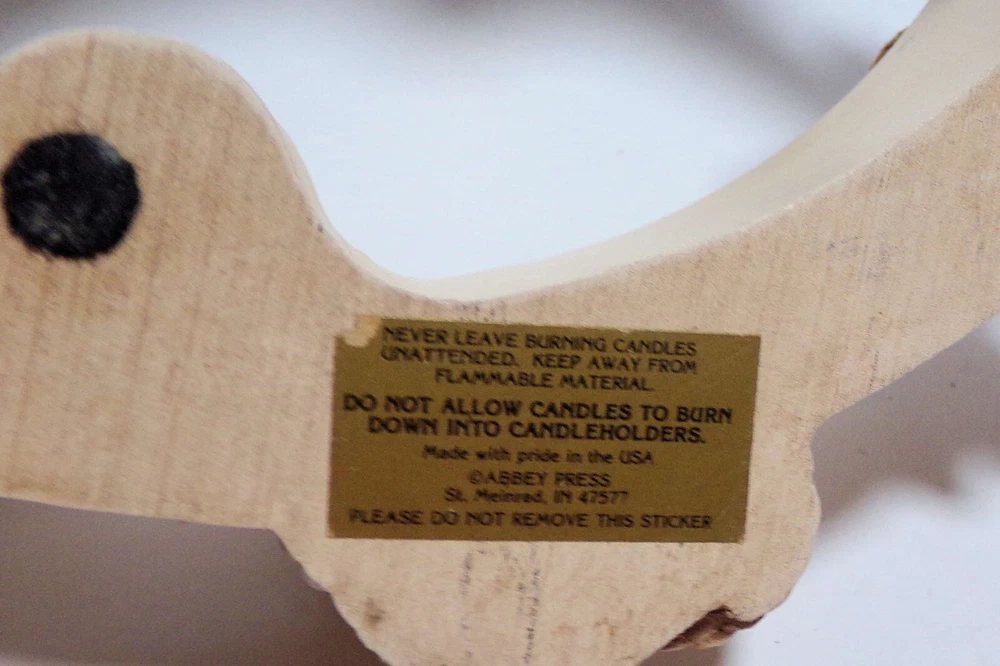 NEVER LEAVE BURNING CANDLES
UNATTENDED. KEEP AWAY FROM
FLAMMABLE MATERIAL.
DO NOT ALLOW CANDLES TO BURN
DOWN INTO CANDLEHOLDERS.
Made with pride in the USA
©ABBEY PRESS
St. Meinrad, IN 47577
PLEASE DO NOT REMOVE THIS STICKER